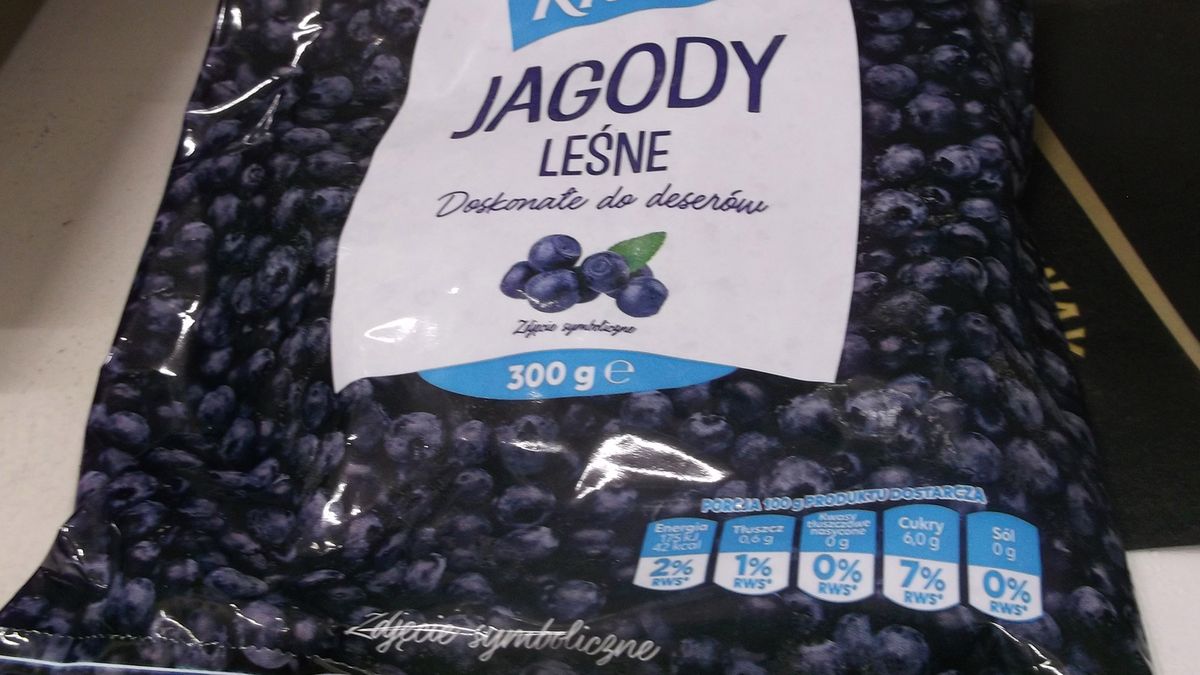 JAGODY
LEŚNE
Doskonałe do deserów
Zdjęcie symboliczne
300 g e
PORCJA 100 g PRODUKTU DOSTARCZA
Energia
175 kJ
42 kcal
2%
RWS*
Tłuszcz
0,6 g
1%
RWS*
Kwasy
tłuszczowe
nasycone
0 g
0%
RWS*
Cukry
6,0 g
7%
RWS*
Sól
0 g
0%
RWS*
Zdjęcie symboliczne